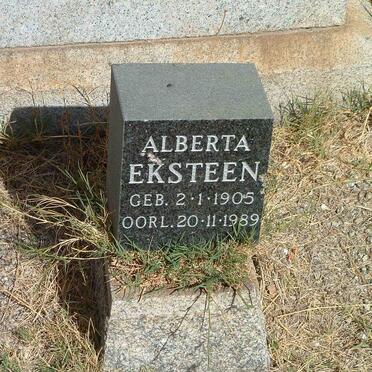 ALBERTA
EKSTEEN
GEB. 2·1·1905
OORL. 20·11·1989